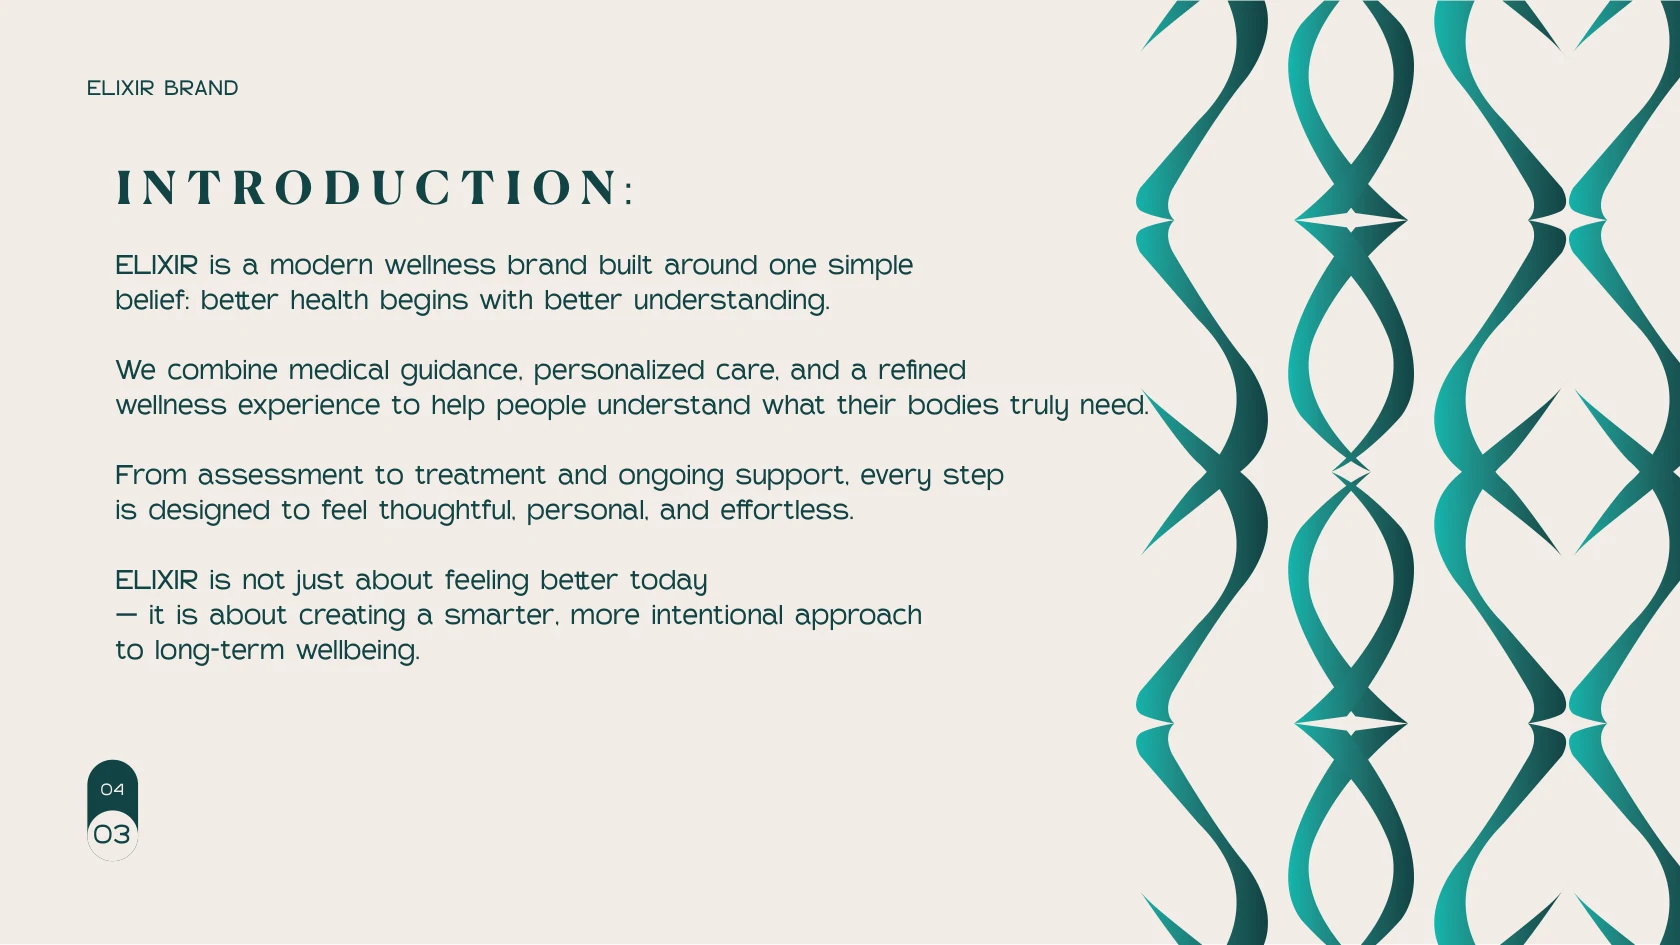 ELIXIR BRAND
INTRODUCTION:
ELIXIR is a modern wellness brand built around one simple
belief: better health begins with better understanding.
We combine medical guidance, personalized care, and a refined
wellness experience to help people understand what their bodies truly need.
From assessment to treatment and ongoing support, every step
is designed to feel thoughtful, personal, and effortless.
ELIXIR is not just about feeling better today
— it is about creating a smarter, more intentional approach
to long-term wellbeing.
04
03